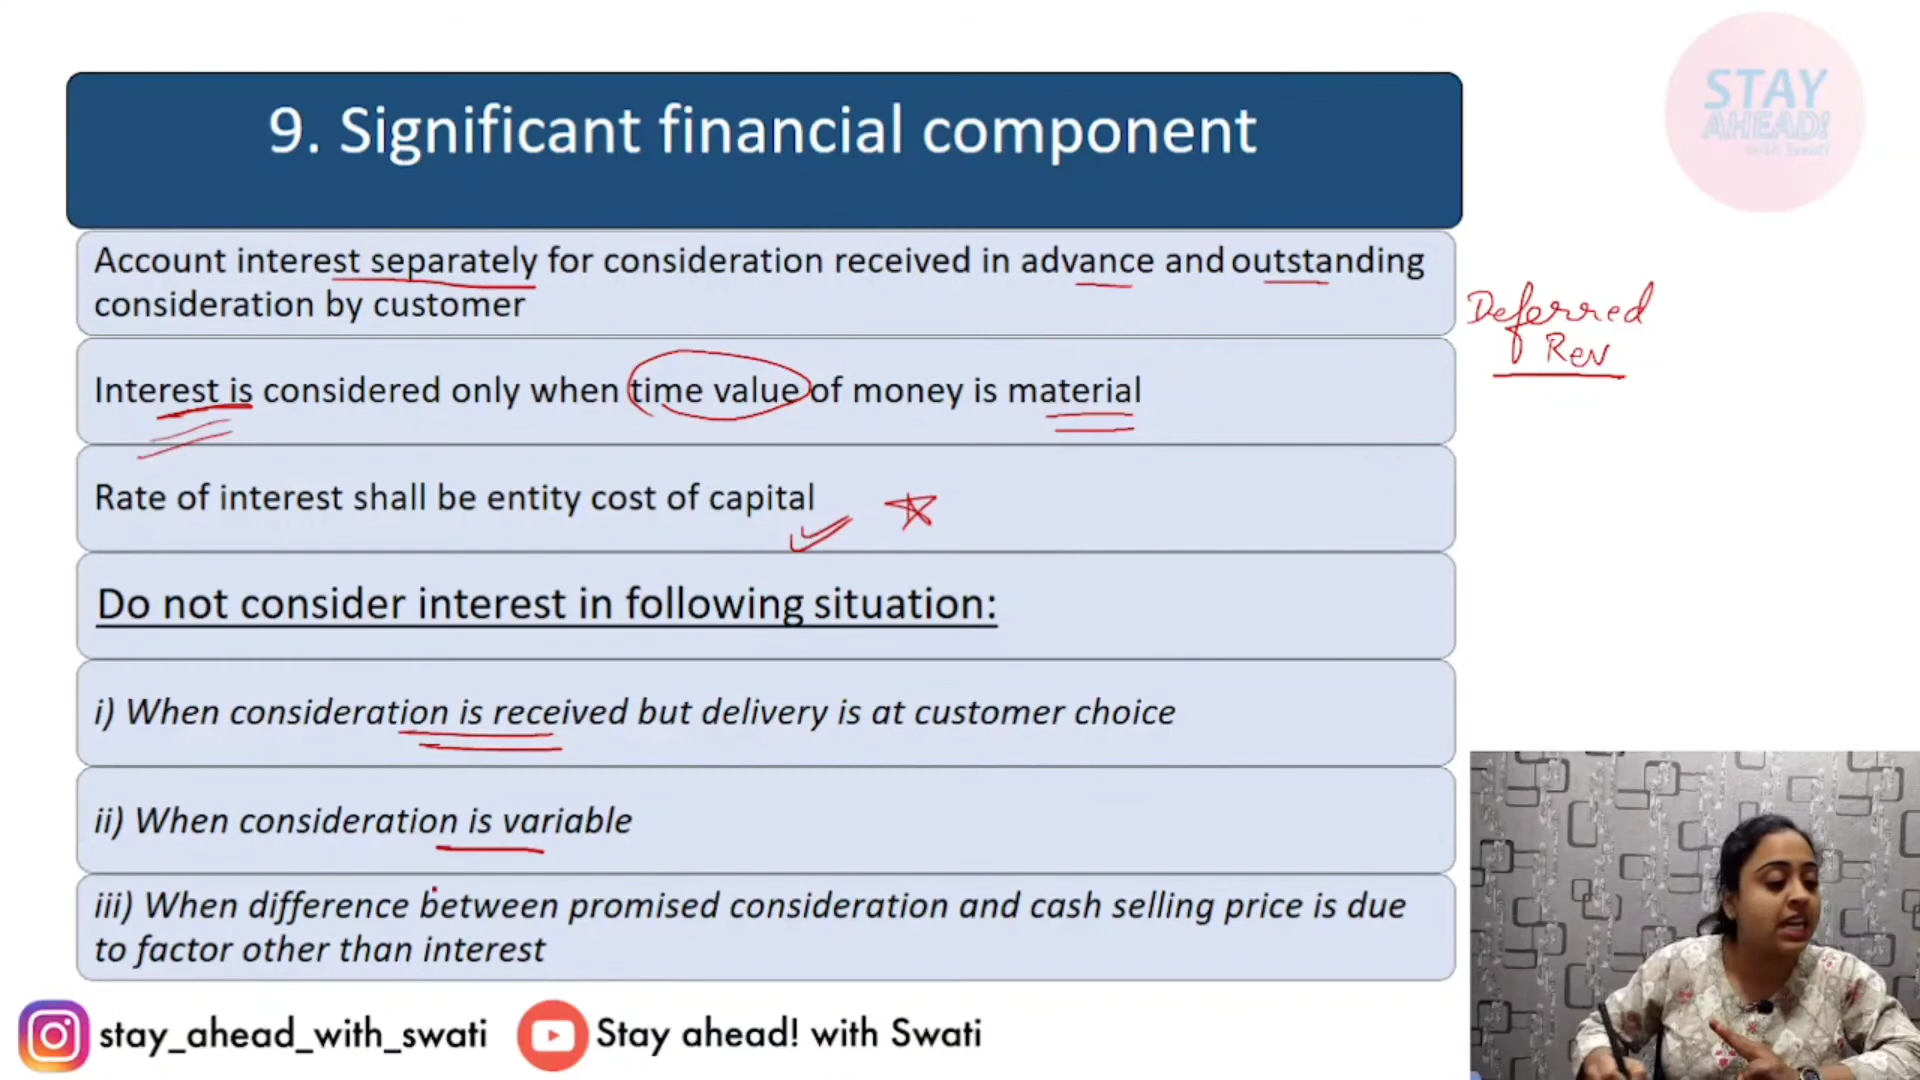 STAY
AHEAD!
with Swati
9. Significant financial component
Account interest separately for consideration received in advance and outstanding
consideration by customer
Deferred
Rev
Interest is considered only when time value of money is material
Rate of interest shall be entity cost of capital
Do not consider interest in following situation:
i) When consideration is received but delivery is at customer choice
ii) When consideration is variable
iii) When difference between promised consideration and cash selling price is due
to factor other than interest
stay_ahead_with_swati
Stay ahead! with Swati